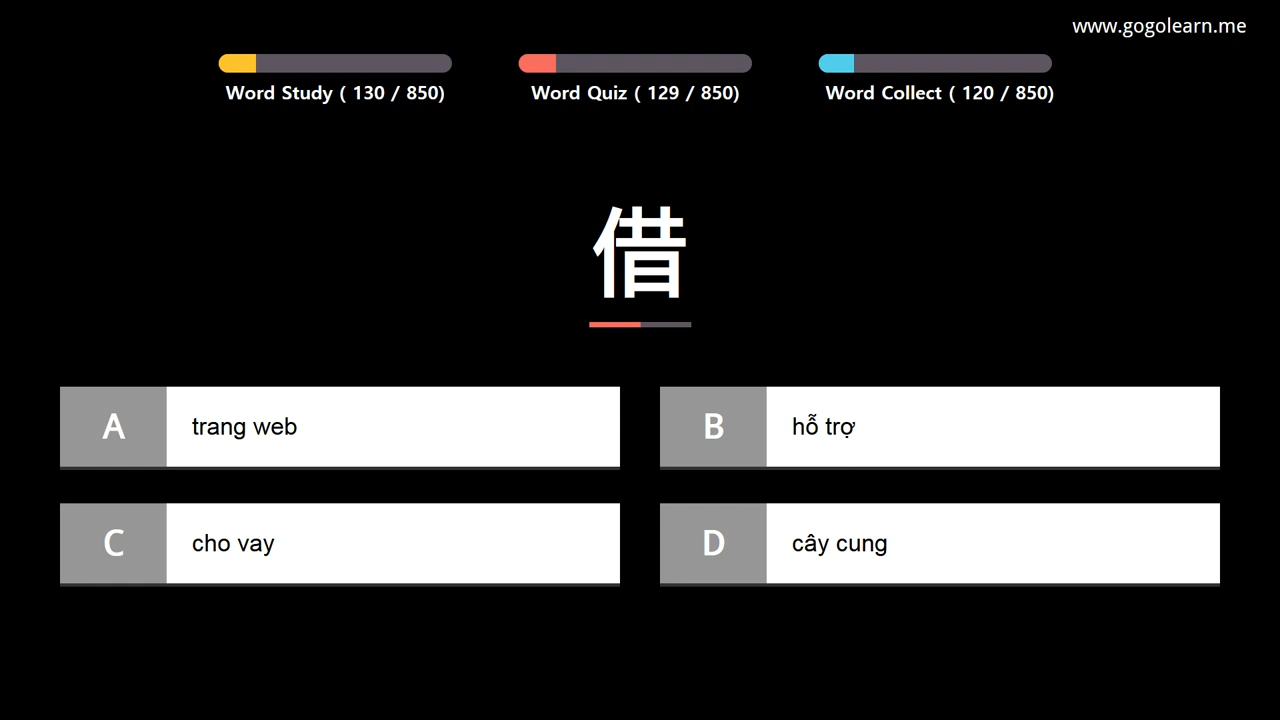 www.gogolearn.me
Word Study ( 130 / 850)
Word Quiz ( 129 / 850)
Word Collect ( 120 / 850)
借
A trang web
B hỗ trợ
C cho vay
D cây cung